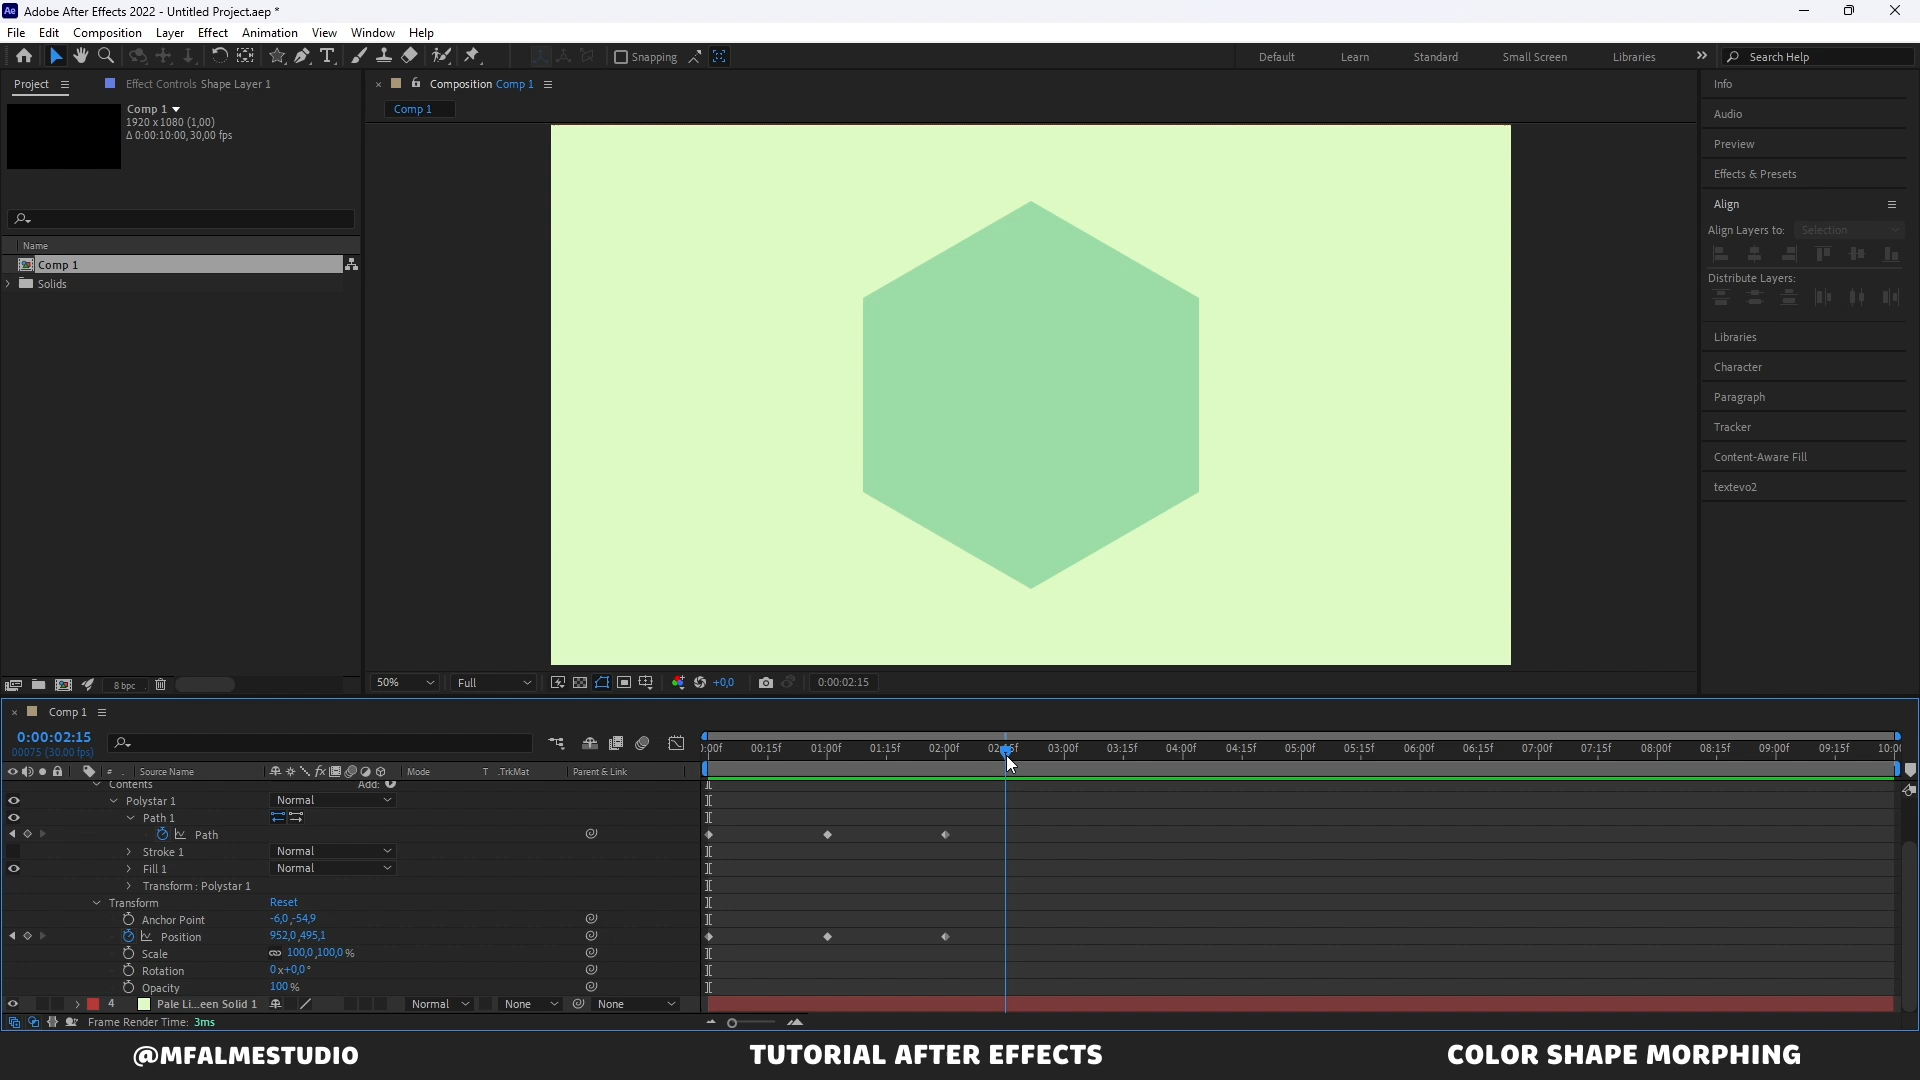 Ae Adobe After Effects 2022 - Untitled Project.aep *
File Edit Composition Layer Effect Animation View Window Help
Snapping Default Learn Standard Small Screen Libraries Search Help
Project Effect Controls Shape Layer 1
Comp 1
1920 x 1080 (1,00)
Δ 0:00:10:00, 30,00 fps
Name
Comp 1
Solids
8 bpc
Composition Comp 1
Comp 1
50% Full +0,0 0:00:02:15
Info
Audio
Preview
Effects & Presets
Align
Align Layers to: Selection
Distribute Layers:
Libraries
Character
Paragraph
Tracker
Content-Aware Fill
textevo2
Comp 1
0:00:02:15
00075 (30.00 fps)
:00f 00:15f 01:00f 01:15f 02:00f 02:15f 03:00f 03:15f 04:00f 04:15f 05:00f 05:15f 06:00f 06:15f 07:00f 07:15f 08:00f 08:15f 09:00f 09:15f 10:00
# . Source Name Mode T .TrkMat Parent & Link
Contents Add:
Polystar 1 Normal
Path 1
Path
Stroke 1 Normal
Fill 1 Normal
Transform : Polystar 1
Transform Reset
Anchor Point -6,0,-54,9
Position 952,0,495,1
Scale 100,0,100,0 %
Rotation 0x+0,0°
Opacity 100 %
4 Pale Li...een Solid 1 Normal None None
Frame Render Time: 3ms
@MFALMESTUDIO TUTORIAL AFTER EFFECTS COLOR SHAPE MORPHING